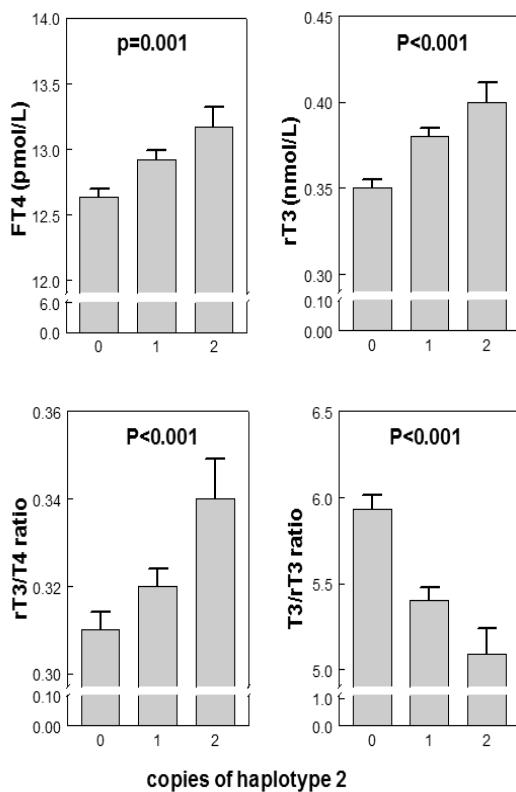 p=0.001
FT4 (pmol/L)
14.0
13.5
13.0
12.5
12.0
6.0
0.0
0 1 2
P<0.001
rT3 (nmol/L)
0.45
0.40
0.35
0.30
0.10
0.00
0 1 2
P<0.001
rT3/T4 ratio
0.36
0.34
0.32
0.30
0.10
0.00
0 1 2
P<0.001
T3/rT3 ratio
6.5
6.0
5.5
5.0
1.0
0.0
0 1 2
copies of haplotype 2